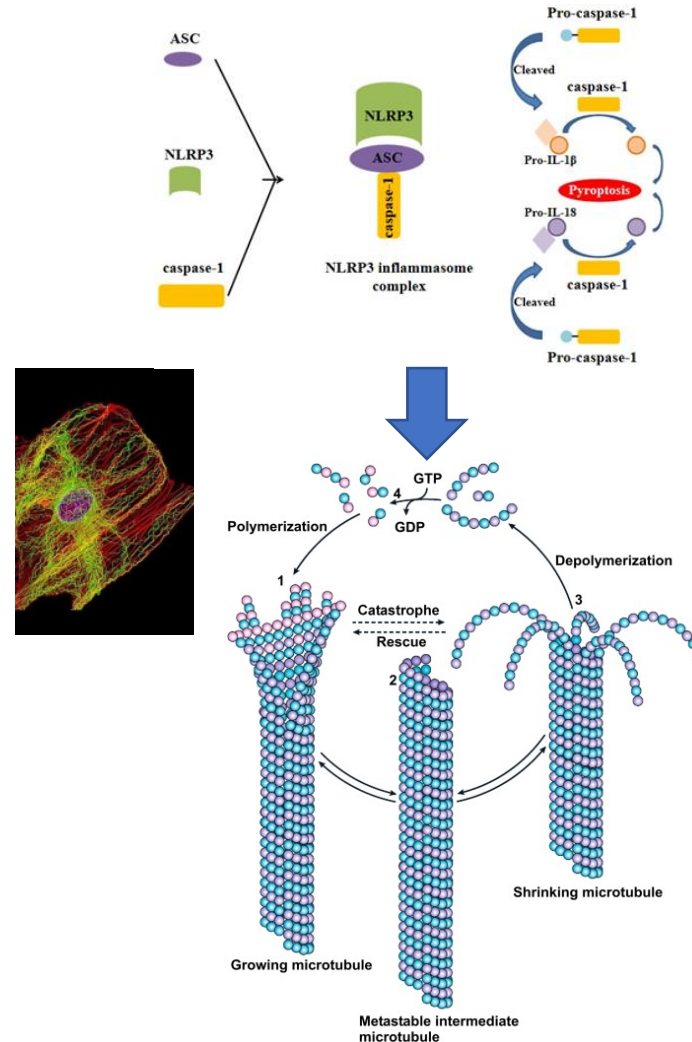 ASC
NLRP3
caspase-1
NLRP3
ASC
caspase-1
NLRP3 inflammasome
complex
Pro-caspase-1
Cleaved
caspase-1
Pro-IL-1β
Pyroptosis
Pro-IL-18
caspase-1
Cleaved
Pro-caspase-1
GTP
4
GDP
Polymerization
Depolymerization
1
Catastrophe
Rescue
2
3
Growing microtubule
Metastable intermediate
microtubule
Shrinking microtubule